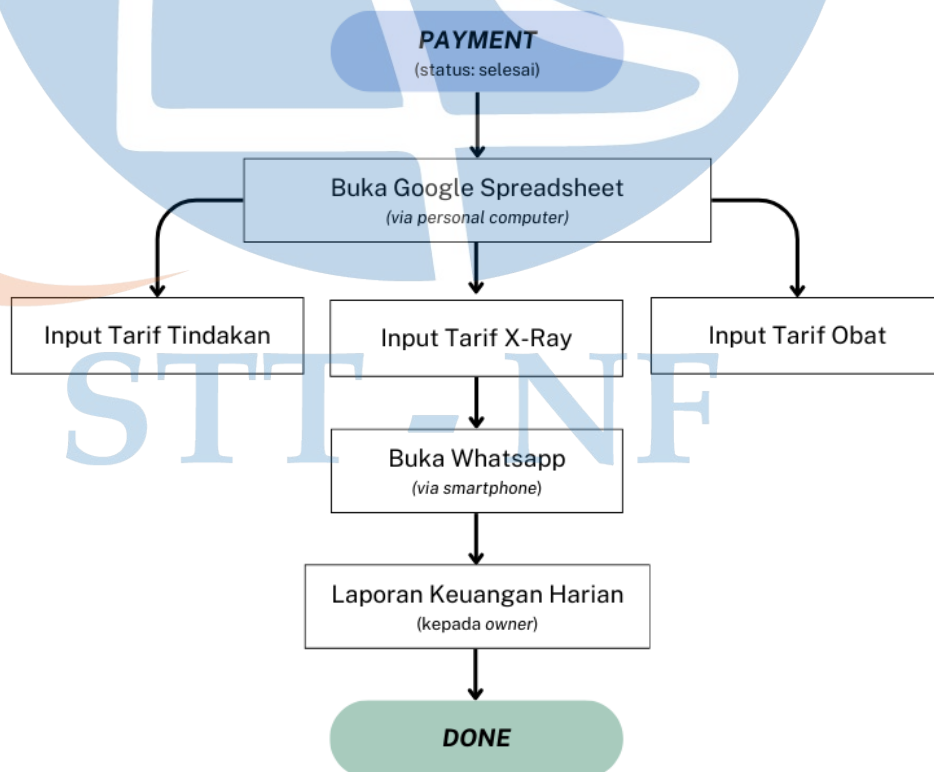 PAYMENT
(status: selesai)
Buka Google Spreadsheet
(via personal computer)
Input Tarif Tindakan
Input Tarif X-Ray
Input Tarif Obat
STT - NF
Buka Whatsapp
(via smartphone)
Laporan Keuangan Harian
(kepada owner)
DONE